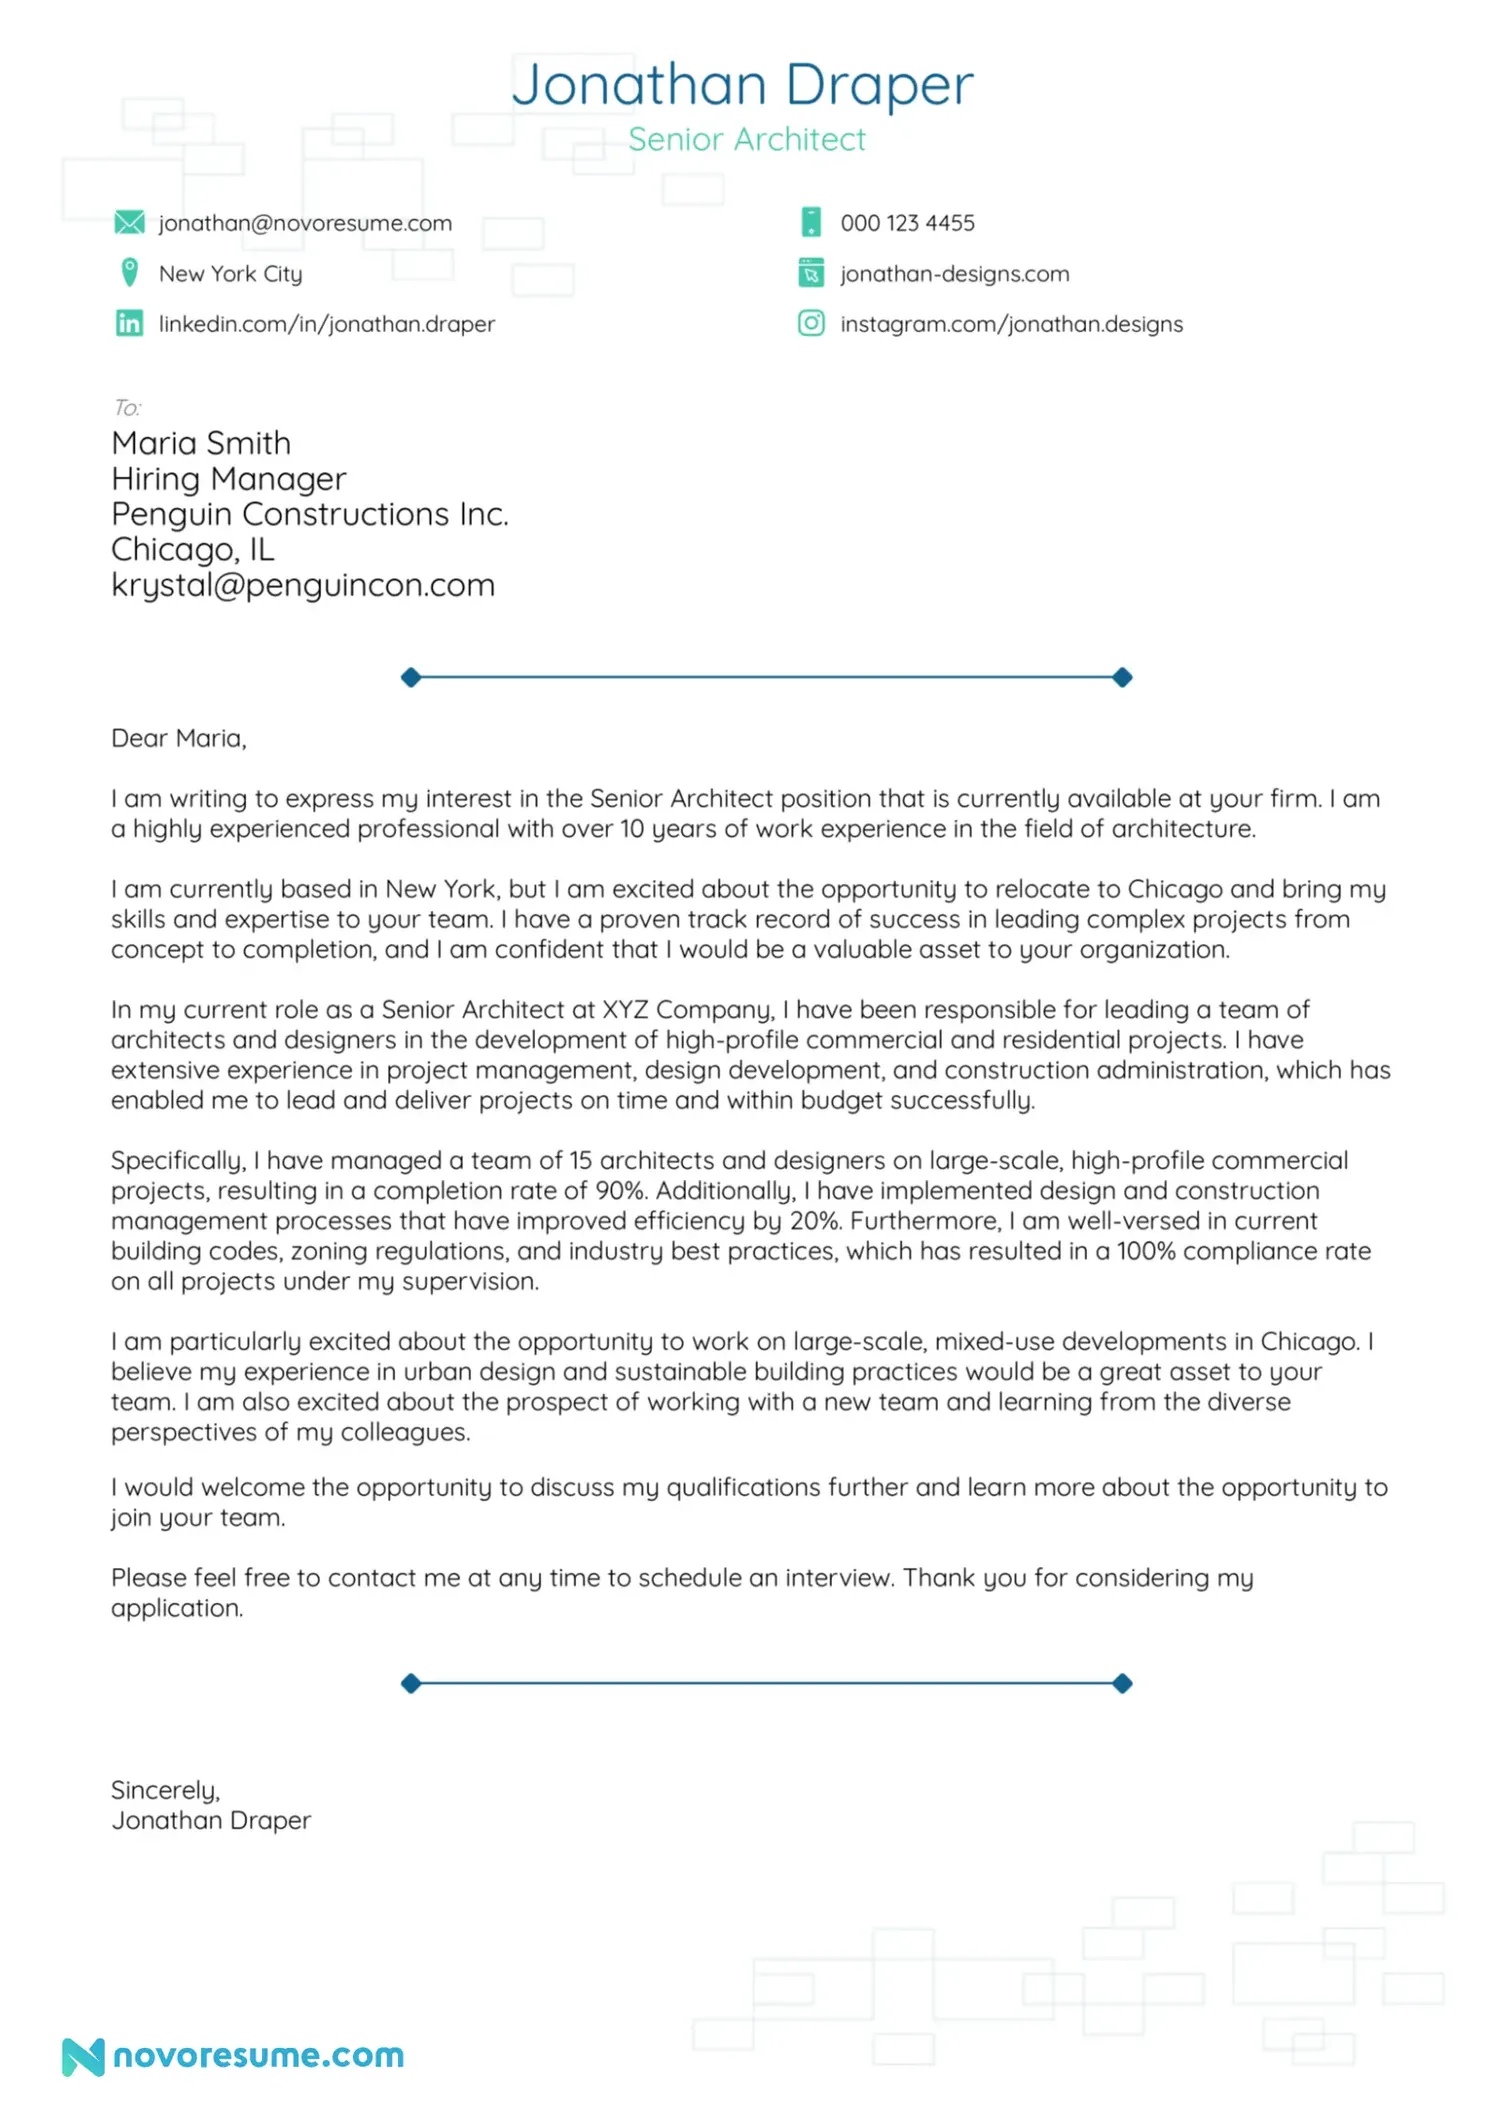 Jonathan Draper
Senior Architect
jonathan@novoresume.com
000 123 4455
New York City
jonathan-designs.com
linkedin.com/in/jonathan.draper
instagram.com/jonathan.designs
To:
Maria Smith
Hiring Manager
Penguin Constructions Inc.
Chicago, IL
krystal@penguincon.com
Dear Maria,
I am writing to express my interest in the Senior Architect position that is currently available at your firm. I am
a highly experienced professional with over 10 years of work experience in the field of architecture.
I am currently based in New York, but I am excited about the opportunity to relocate to Chicago and bring my
skills and expertise to your team. I have a proven track record of success in leading complex projects from
concept to completion, and I am confident that I would be a valuable asset to your organization.
In my current role as a Senior Architect at XYZ Company, I have been responsible for leading a team of
architects and designers in the development of high-profile commercial and residential projects. I have
extensive experience in project management, design development, and construction administration, which has
enabled me to lead and deliver projects on time and within budget successfully.
Specifically, I have managed a team of 15 architects and designers on large-scale, high-profile commercial
projects, resulting in a completion rate of 90%. Additionally, I have implemented design and construction
management processes that have improved efficiency by 20%. Furthermore, I am well-versed in current
building codes, zoning regulations, and industry best practices, which has resulted in a 100% compliance rate
on all projects under my supervision.
I am particularly excited about the opportunity to work on large-scale, mixed-use developments in Chicago. I
believe my experience in urban design and sustainable building practices would be a great asset to your
team. I am also excited about the prospect of working with a new team and learning from the diverse
perspectives of my colleagues.
I would welcome the opportunity to discuss my qualifications further and learn more about the opportunity to
join your team.
Please feel free to contact me at any time to schedule an interview. Thank you for considering my
application.
Sincerely,
Jonathan Draper
novoresume.com